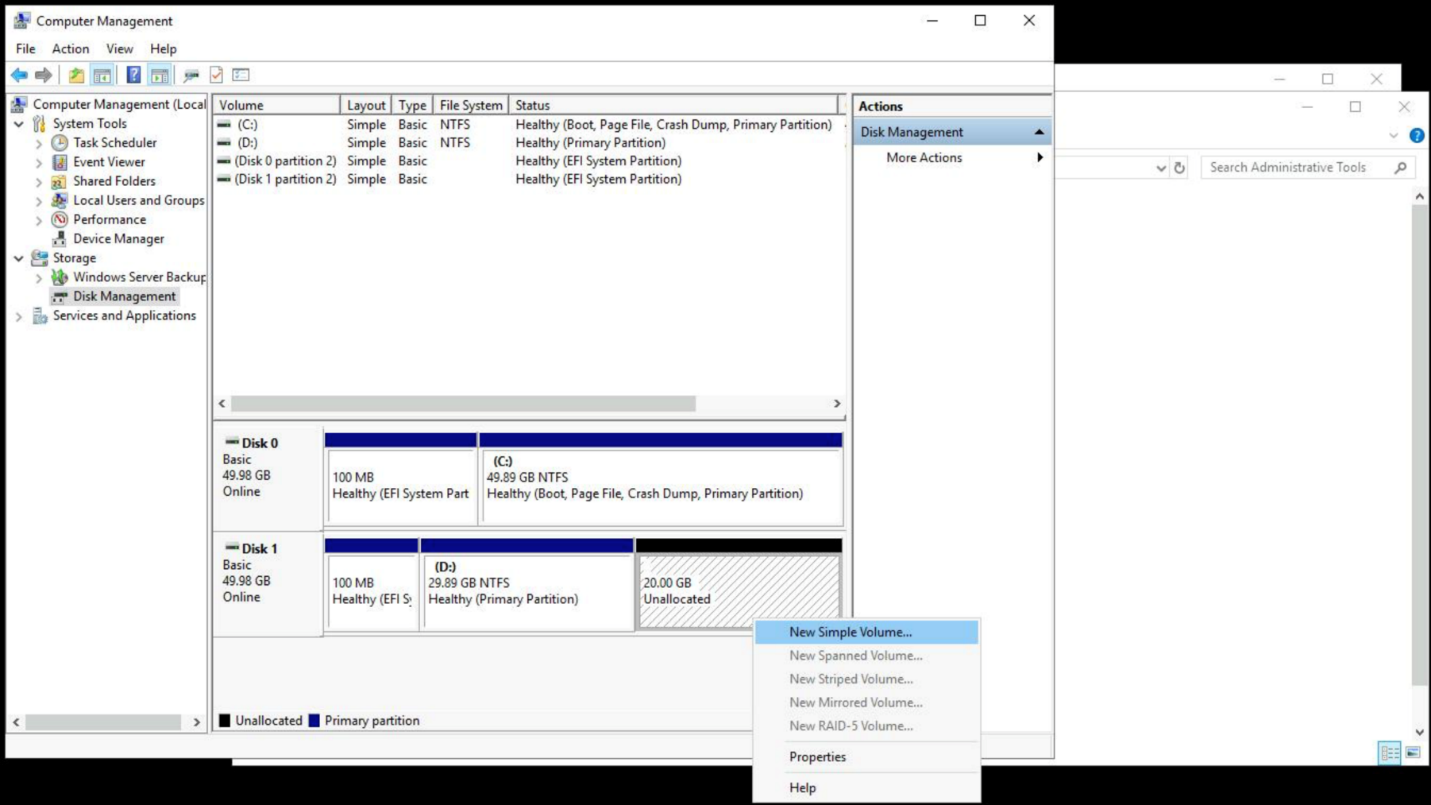 Computer Management
File Action View Help
Computer Management (Local
System Tools
Task Scheduler
Event Viewer
Shared Folders
Local Users and Groups
Performance
Device Manager
Storage
Windows Server Backup
Disk Management
Services and Applications
Volume Layout Type File System Status
(C:) Simple Basic NTFS Healthy (Boot, Page File, Crash Dump, Primary Partition)
(D:) Simple Basic NTFS Healthy (Primary Partition)
(Disk 0 partition 2) Simple Basic Healthy (EFI System Partition)
(Disk 1 partition 2) Simple Basic Healthy (EFI System Partition)
Actions
Disk Management
More Actions
Search Administrative Tools
Disk 0
Basic
49.98 GB
Online
100 MB
Healthy (EFI System Part
(C:)
49.89 GB NTFS
Healthy (Boot, Page File, Crash Dump, Primary Partition)
Disk 1
Basic
49.98 GB
Online
100 MB
Healthy (EFI Sy
(D:)
29.89 GB NTFS
Healthy (Primary Partition)
20.00 GB
Unallocated
Unallocated Primary partition
New Simple Volume...
New Spanned Volume...
New Striped Volume...
New Mirrored Volume...
New RAID-5 Volume...
Properties
Help